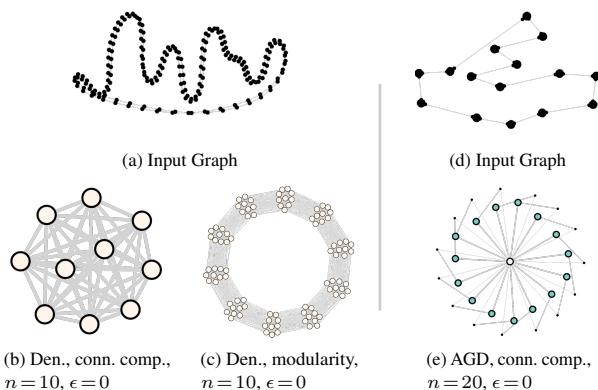 (a) Input Graph
(d) Input Graph
(b) Den., conn. comp.,
n=10, ϵ=0
(c) Den., modularity,
n=10, ϵ=0
(e) AGD, conn. comp.,
n=20, ϵ=0